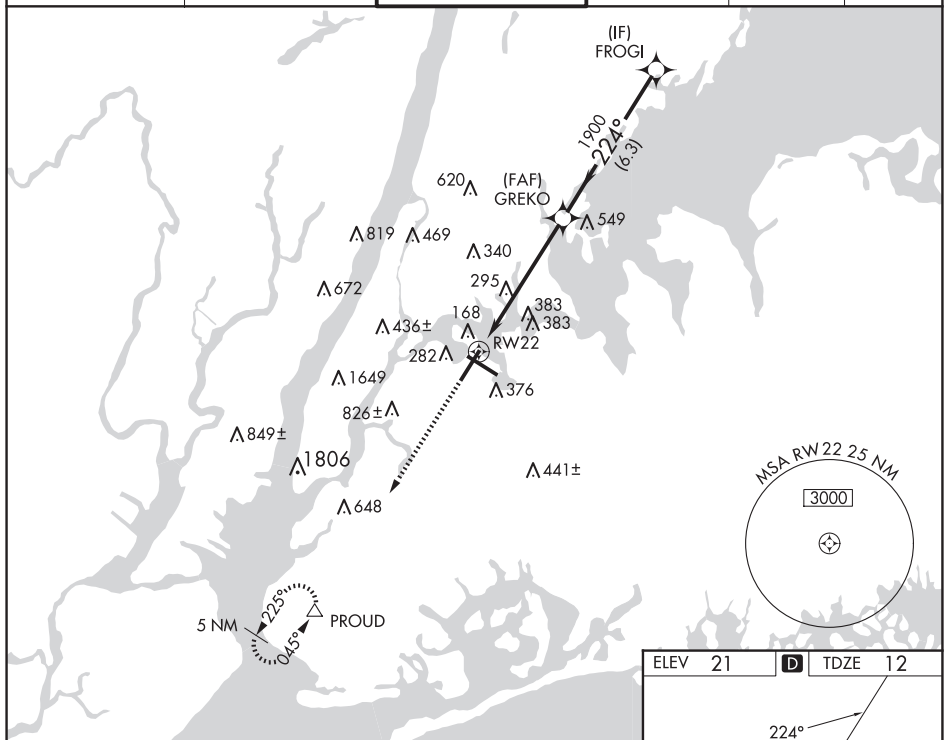 (IF)
FROGI
1900
224°
(6.3)
(FAF)
GREKO
620
549
819
469
340
672
295
383
383
168
436±
RW22
282
1649
376
826±
849±
1806
441±
648
MSA RW22 25 NM
3000
225°
5 NM
045°
PROUD
ELEV 21 D TDZE 12
224°